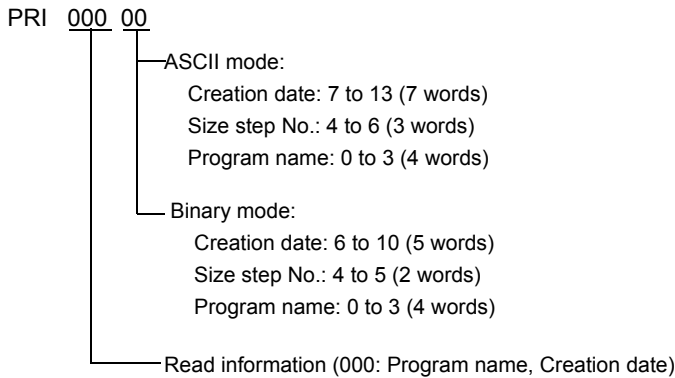 PRI 000 00
ASCII mode:
Creation date: 7 to 13 (7 words)
Size step No.: 4 to 6 (3 words)
Program name: 0 to 3 (4 words)
Binary mode:
Creation date: 6 to 10 (5 words)
Size step No.: 4 to 5 (2 words)
Program name: 0 to 3 (4 words)
Read information (000: Program name, Creation date)